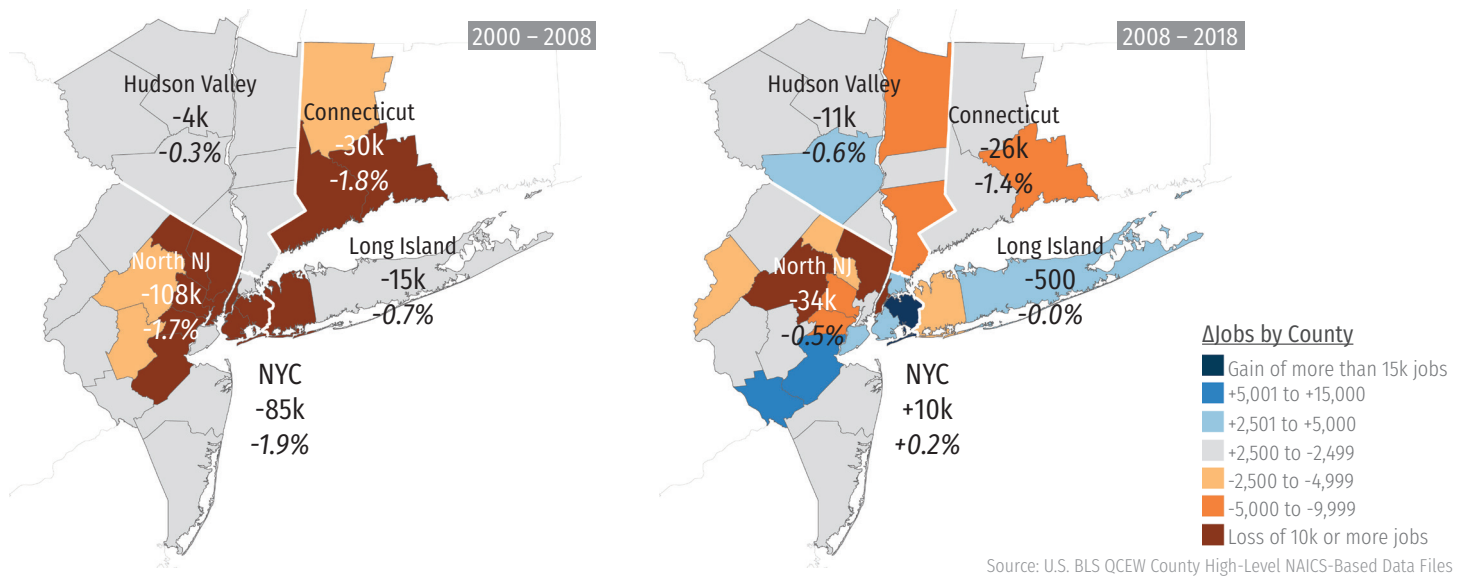 2000 – 2008
Hudson Valley
-4k
-0.3%
Connecticut
-30k
-1.8%
Long Island
-15k
-0.7%
North NJ
-108k
-1.7%
NYC
-85k
-1.9%
2008 – 2018
Hudson Valley
-11k
-0.6%
Connecticut
-26k
-1.4%
Long Island
-500
-0.0%
North NJ
-34k
-0.5%
NYC
+10k
+0.2%
ΔJobs by County
Gain of more than 15k jobs
+5,001 to +15,000
+2,501 to +5,000
+2,500 to -2,499
-2,500 to -4,999
-5,000 to -9,999
Loss of 10k or more jobs
Source: U.S. BLS QCEW County High-Level NAICS-Based Data Files